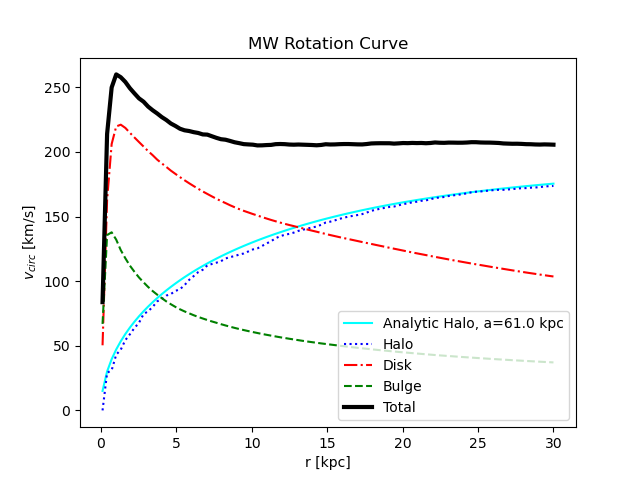 MW Rotation Curve
250
200
150
100
50
0
v_circ [km/s]
0 5 10 15 20 25 30
r [kpc]
Analytic Halo, a=61.0 kpc
Halo
Disk
Bulge
Total